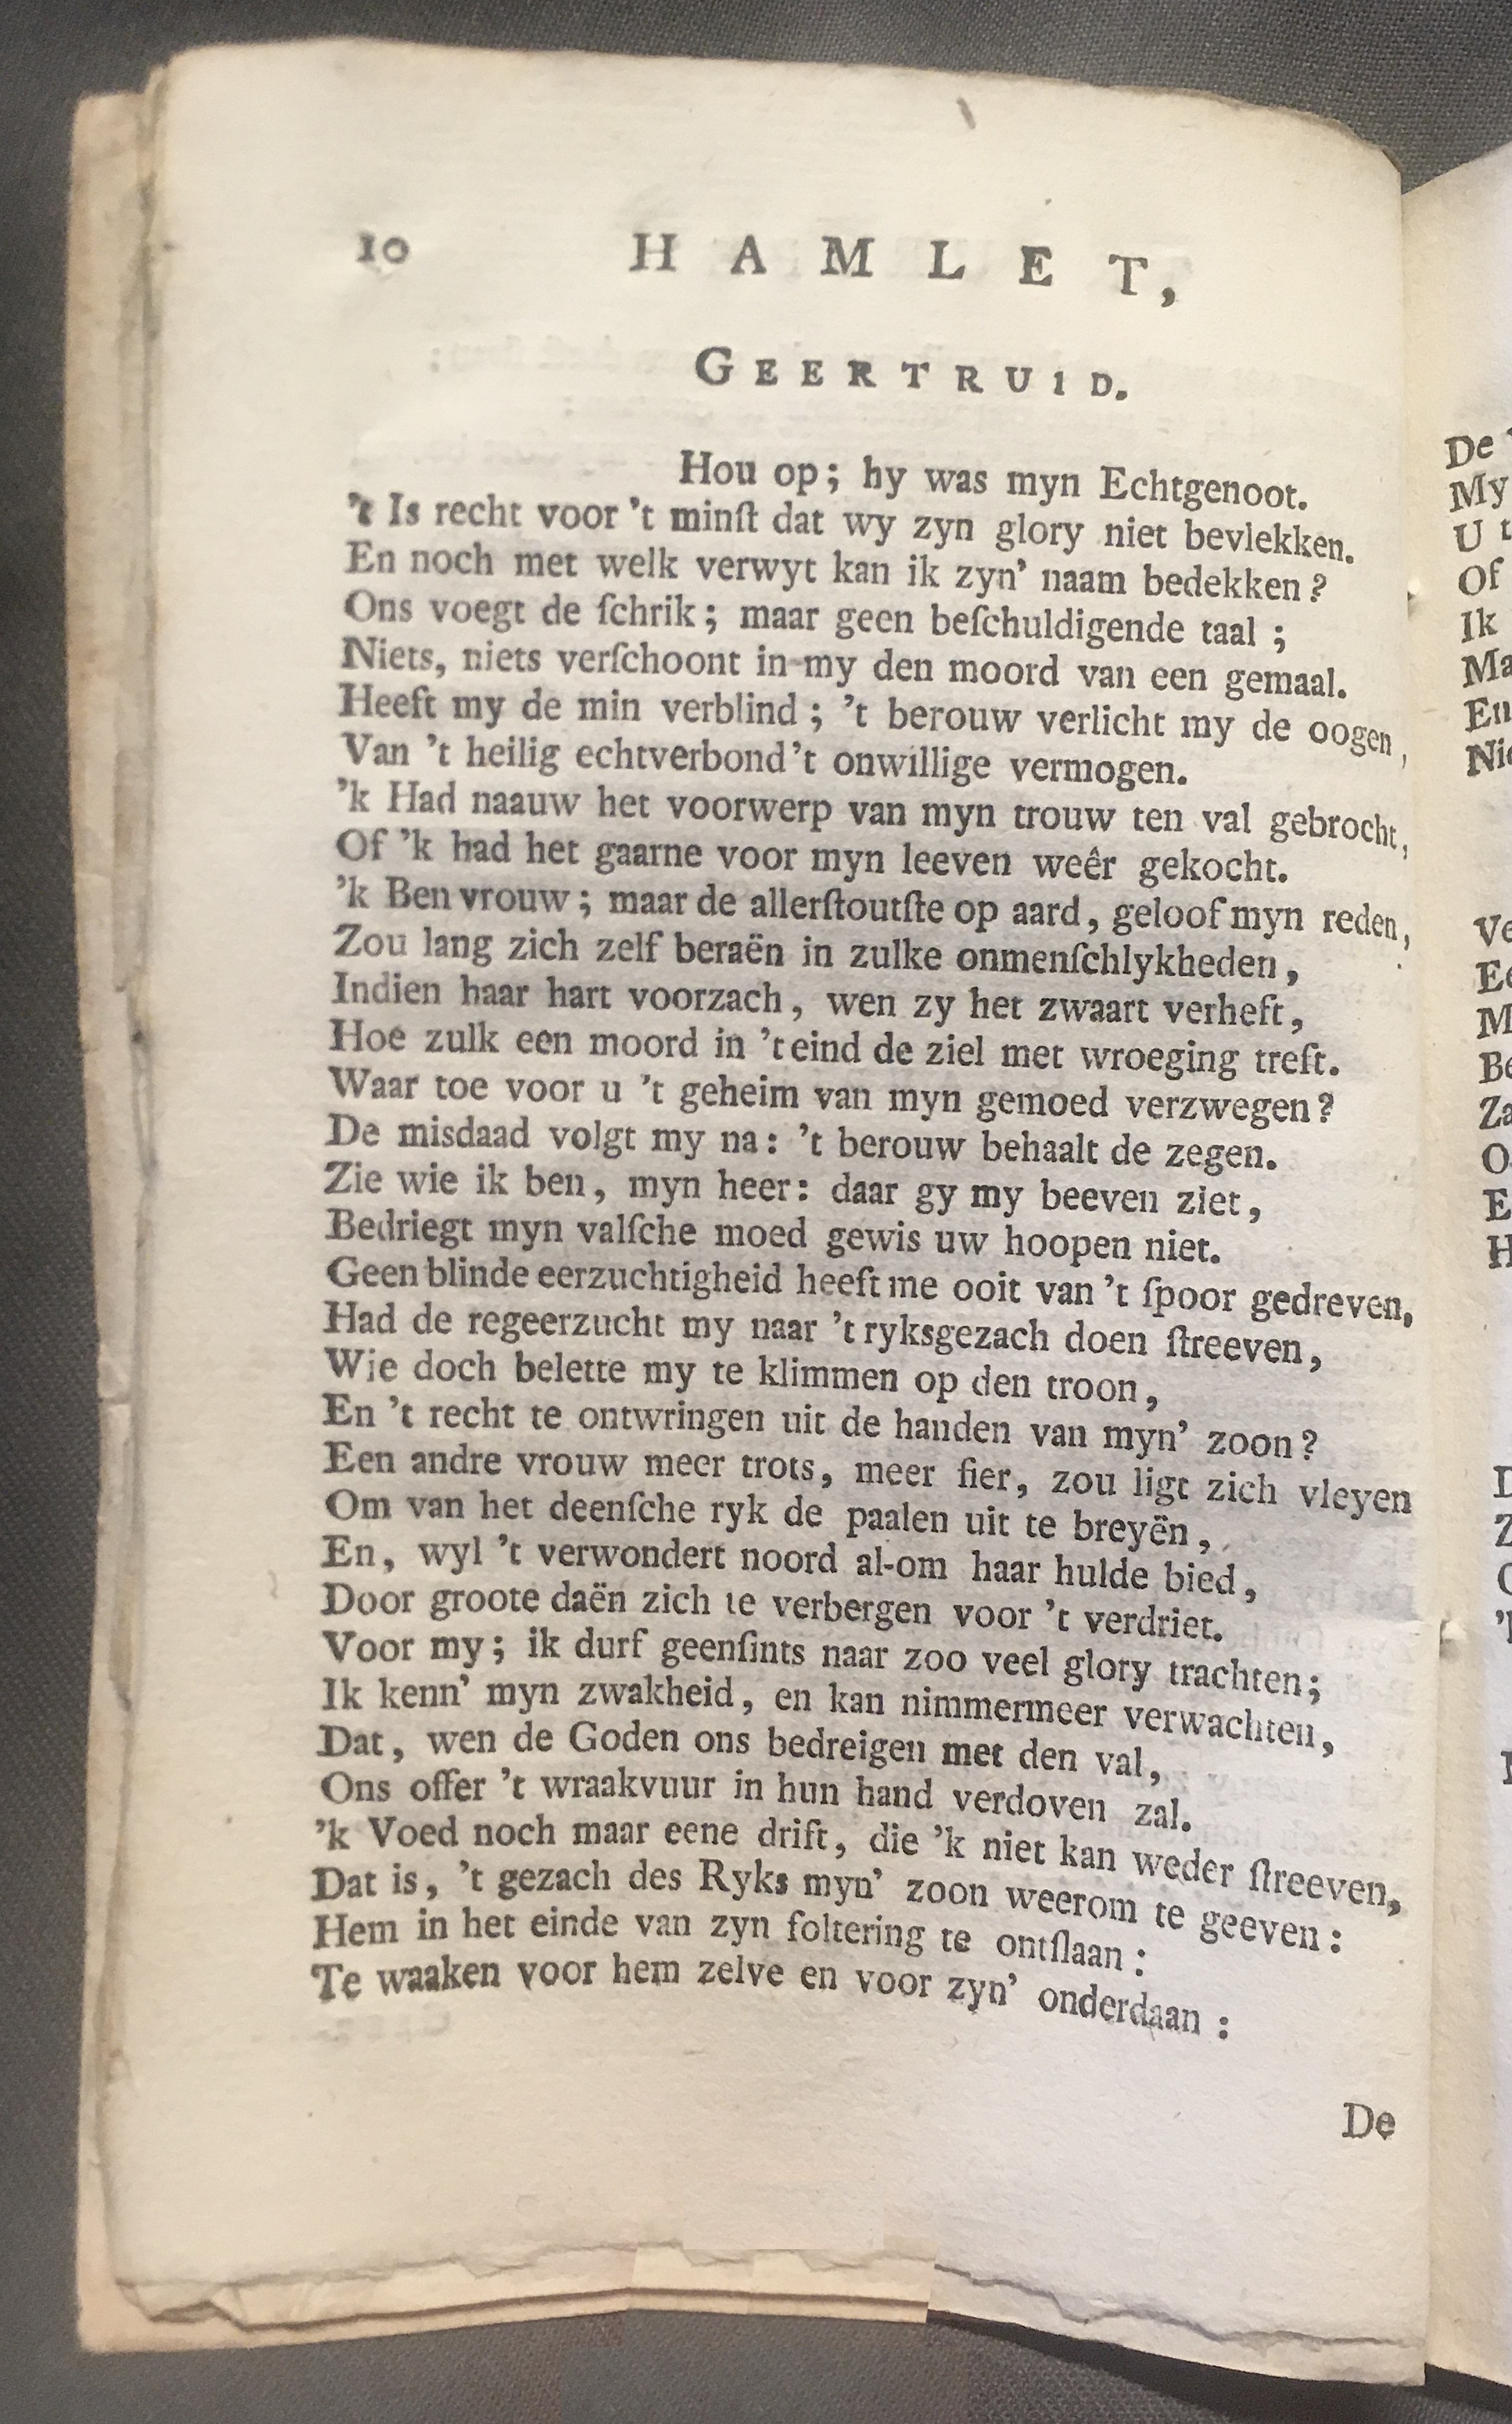 10 HAMLET,
GEERTRUID.
Hou op; hy was myn Echtgenoot.
't Is recht voor 't minſt dat wy zyn glory niet bevlekken.
En noch met welk verwyt kan ik zyn' naam bedekken?
Ons voegt de ſchrik; maar geen beſchuldigende taal;
Niets, niets verſchoont in my den moord van een gemaal.
Heeft my de min verblind; 't berouw verlicht my de oogen,
Van 't heilig echtverbond 't onwillige vermogen.
'k Had naauw het voorwerp van myn trouw ten val gebrocht,
Of 'k had het gaarne voor myn leeven weêr gekocht.
'k Ben vrouw; maar de allerſtoutſte op aard, geloof myn reden,
Zou lang zich zelf beraën in zulke onmenſchlykheden,
Indien haar hart voorzach, wen zy het zwaart verheft,
Hoe zulk een moord in 't eind de ziel met wroeging treft.
Waar toe voor u 't geheim van myn gemoed verzwegen?
De misdaad volgt my na: 't berouw behaalt de zegen.
Zie wie ik ben, myn heer: daar gy my beeven ziet,
Bedriegt myn valſche moed gewis uw hoopen niet.
Geen blinde eerzuchtigheid heeft me ooit van 't ſpoor gedreven,
Had de regeerzucht my naar 't ryksgezach doen ſtreeven,
Wie doch belette my te klimmen op den troon,
En 't recht te ontwringen uit de handen van myn' zoon?
Een andre vrouw meer trots, meer fier, zou ligt zich vleyen
Om van het deenſche ryk de paalen uit te breyën,
En, wyl 't verwondert noord al-om haar hulde bied,
Door groote daën zich te verbergen voor 't verdriet.
Voor my; ik durf geenſints naar zoo veel glory trachten;
Ik kenn' myn zwakheid, en kan nimmermeer verwachten,
Dat, wen de Goden ons bedreigen met den val,
Ons offer 't wraakvuur in hun hand verdoven zal.
'k Voed noch maar eene drift, die 'k niet kan weder ſtreeven,
Dat is, 't gezach des Ryks myn' zoon weerom te geeven:
Hem in het einde van zyn foltering te ontſlaan:
Te waaken voor hem zelve en voor zyn' onderdaan:
De
De
My
U
Of
Ik